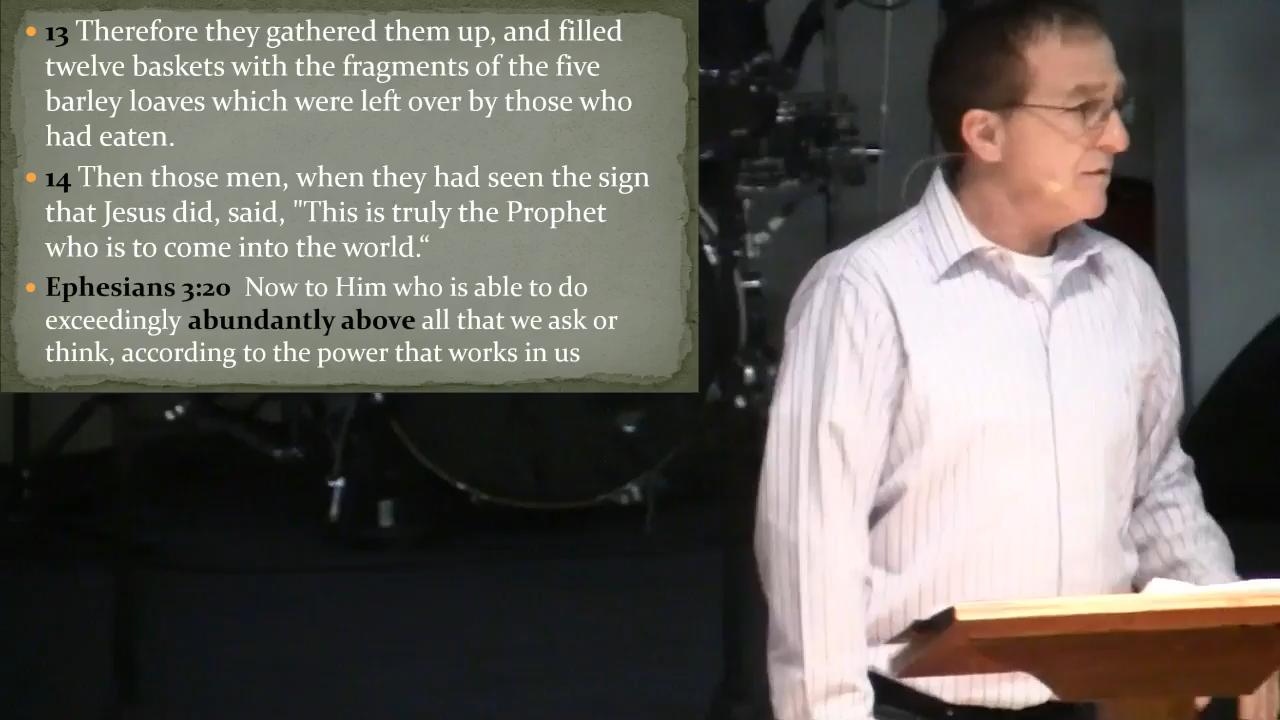 • 13 Therefore they gathered them up, and filled
twelve baskets with the fragments of the five
barley loaves which were left over by those who
had eaten.
• 14 Then those men, when they had seen the sign
that Jesus did, said, "This is truly the Prophet
who is to come into the world.“
• Ephesians 3:20  Now to Him who is able to do
exceedingly abundantly above all that we ask or
think, according to the power that works in us